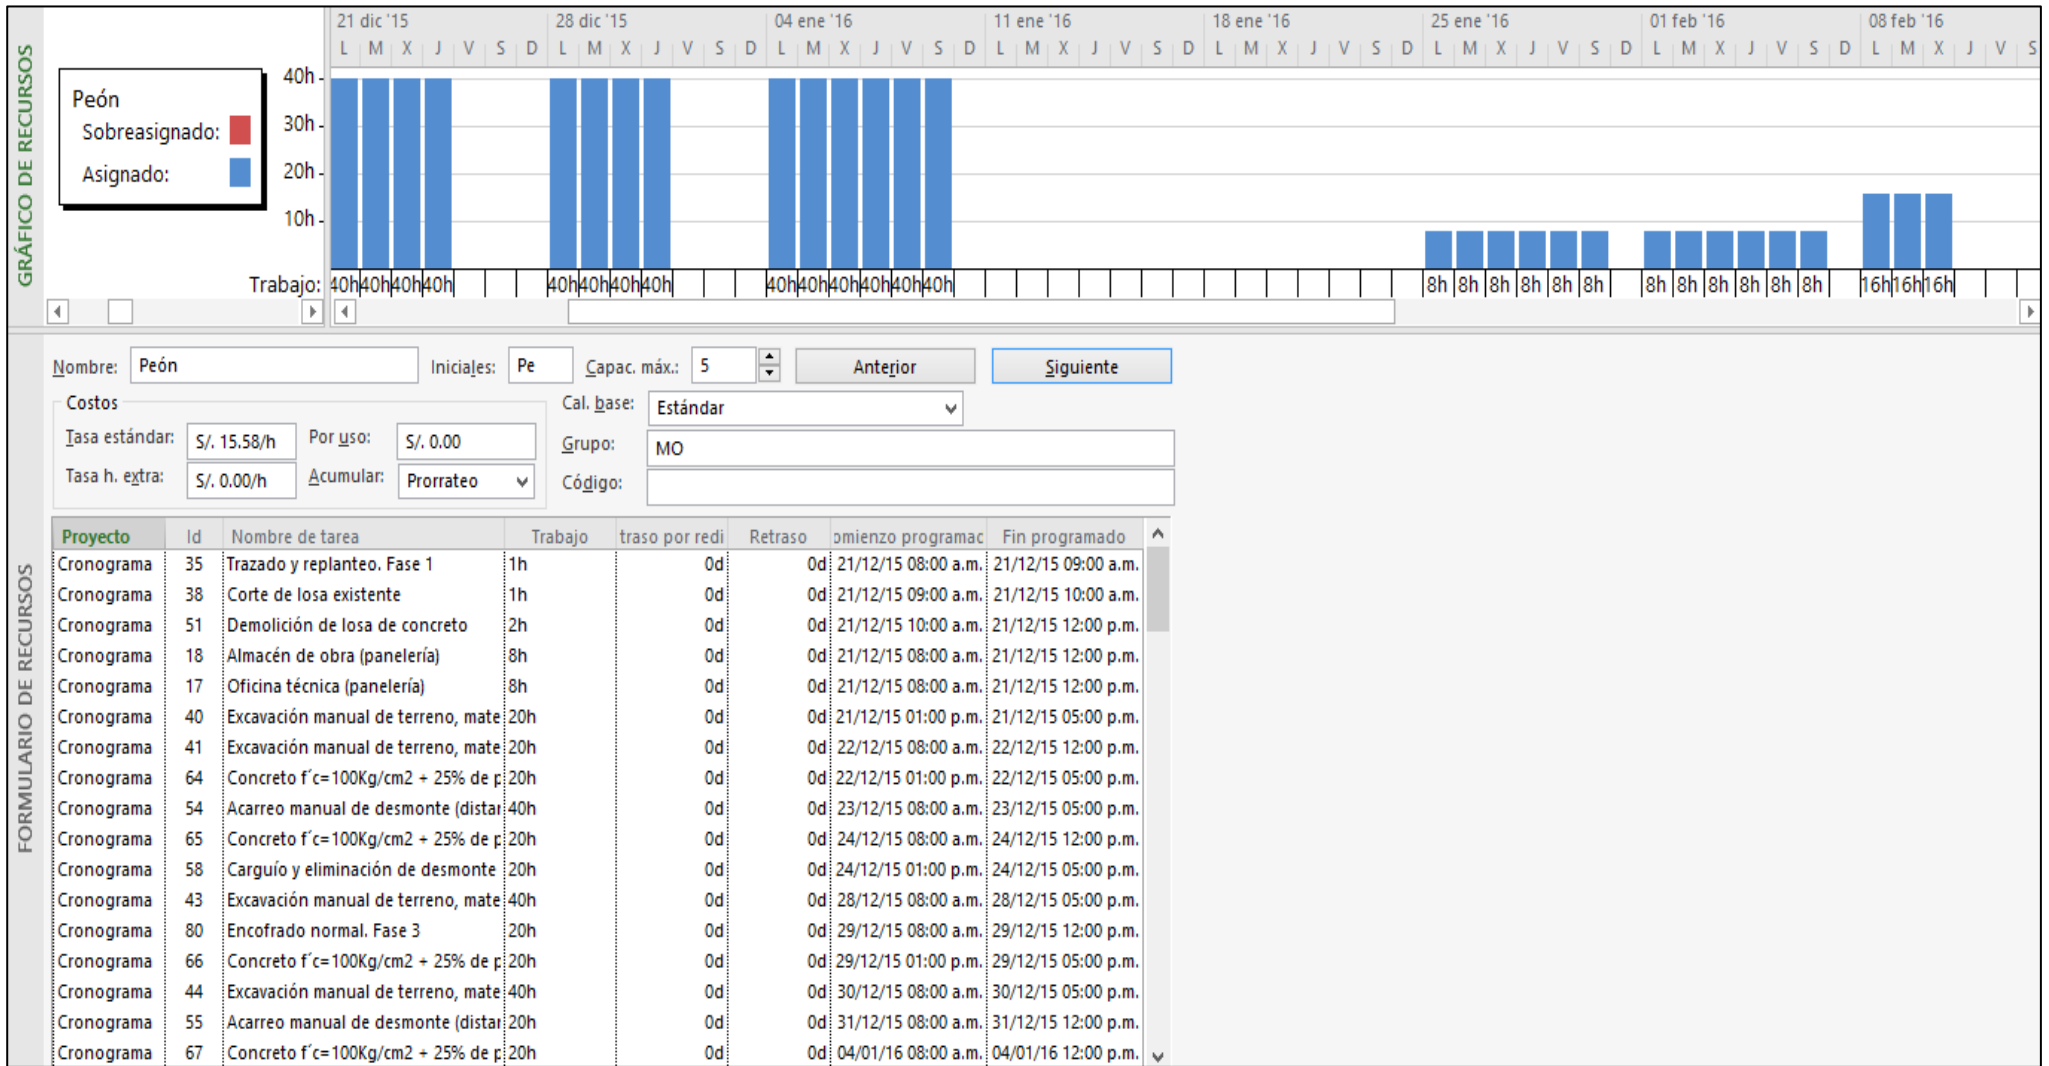 GRÁFICO DE RECURSOS
21 dic '15 28 dic '15 04 ene '16 11 ene '16 18 ene '16 25 ene '16 01 feb '16 08 feb '16
L M X J V S D L M X J V S D L M X J V S D L M X J V S D L M X J V S D L M X J V S D L M X J V S D L M X J V S
Peón
Sobreasignado:
Asignado:
40h
30h
20h
10h
Trabajo: 40h 40h 40h 40h 40h 40h 40h 40h 40h 40h 40h 40h 40h 40h 8h 8h 8h 8h 8h 8h 8h 8h 8h 8h 8h 8h 16h 16h 16h
FORMULARIO DE RECURSOS
Nombre: Peón Iniciales: Pe Capac. máx.: 5 Anterior Siguiente
Costos
Cal. base: Estándar
Tasa estándar: S/. 15.58/h Por uso: S/. 0.00
Grupo: MO
Tasa h. extra: S/. 0.00/h Acumular: Prorrateo
Código:
Proyecto Id Nombre de tarea Trabajo traso por redi Retraso omienzo programac Fin programado
Cronograma 35 Trazado y replanteo. Fase 1 1h 0d 0d 21/12/15 08:00 a.m. 21/12/15 09:00 a.m.
Cronograma 38 Corte de losa existente 1h 0d 0d 21/12/15 09:00 a.m. 21/12/15 10:00 a.m.
Cronograma 51 Demolición de losa de concreto 2h 0d 0d 21/12/15 10:00 a.m. 21/12/15 12:00 p.m.
Cronograma 18 Almacén de obra (panelería) 8h 0d 0d 21/12/15 08:00 a.m. 21/12/15 12:00 p.m.
Cronograma 17 Oficina técnica (panelería) 8h 0d 0d 21/12/15 08:00 a.m. 21/12/15 12:00 p.m.
Cronograma 40 Excavación manual de terreno, mate 20h 0d 0d 21/12/15 01:00 p.m. 21/12/15 05:00 p.m.
Cronograma 41 Excavación manual de terreno, mate 20h 0d 0d 22/12/15 08:00 a.m. 22/12/15 12:00 p.m.
Cronograma 64 Concreto f´c=100Kg/cm2 + 25% de p 20h 0d 0d 22/12/15 01:00 p.m. 22/12/15 05:00 p.m.
Cronograma 54 Acarreo manual de desmonte (distar 40h 0d 0d 23/12/15 08:00 a.m. 23/12/15 05:00 p.m.
Cronograma 65 Concreto f´c=100Kg/cm2 + 25% de p 20h 0d 0d 24/12/15 08:00 a.m. 24/12/15 12:00 p.m.
Cronograma 58 Carguío y eliminación de desmonte 20h 0d 0d 24/12/15 01:00 p.m. 24/12/15 05:00 p.m.
Cronograma 43 Excavación manual de terreno, mate 40h 0d 0d 28/12/15 08:00 a.m. 28/12/15 05:00 p.m.
Cronograma 80 Encofrado normal. Fase 3 20h 0d 0d 29/12/15 08:00 a.m. 29/12/15 12:00 p.m.
Cronograma 66 Concreto f´c=100Kg/cm2 + 25% de p 20h 0d 0d 29/12/15 01:00 p.m. 29/12/15 05:00 p.m.
Cronograma 44 Excavación manual de terreno, mate 40h 0d 0d 30/12/15 08:00 a.m. 30/12/15 05:00 p.m.
Cronograma 55 Acarreo manual de desmonte (distar 20h 0d 0d 31/12/15 08:00 a.m. 31/12/15 12:00 p.m.
Cronograma 67 Concreto f´c=100Kg/cm2 + 25% de p 20h 0d 0d 04/01/16 08:00 a.m. 04/01/16 12:00 p.m.